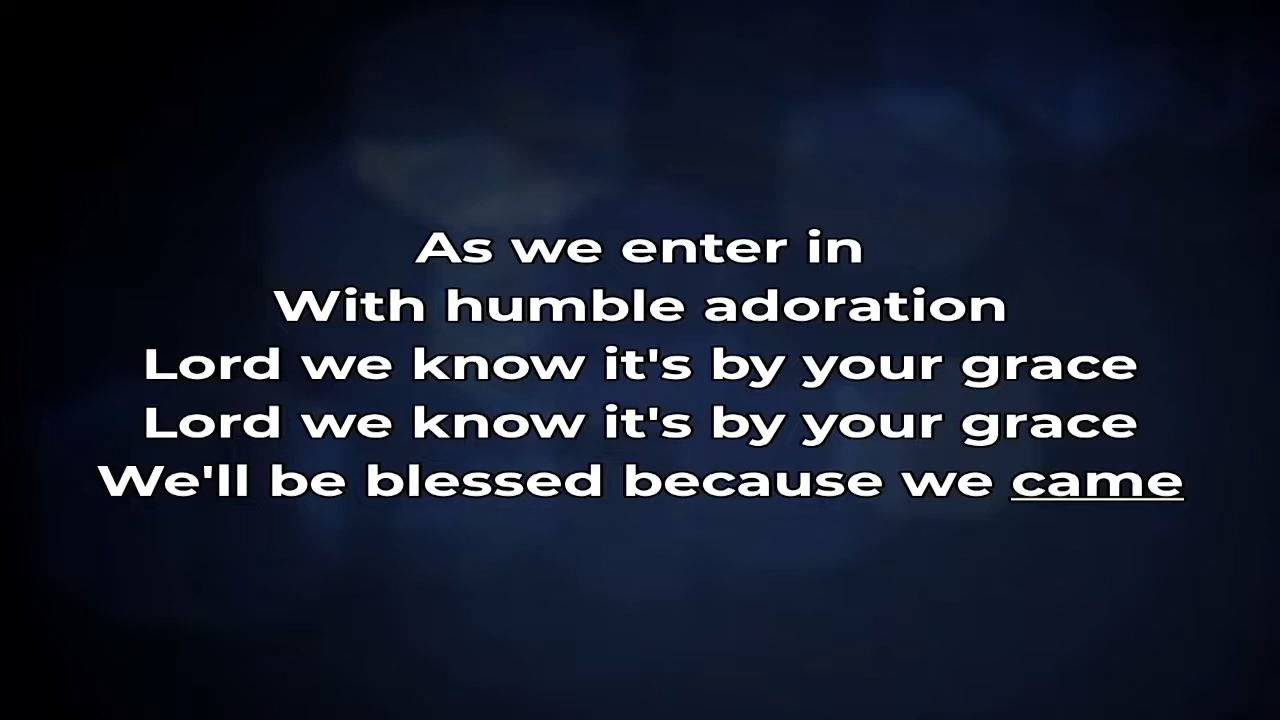 As we enter in
With humble adoration
Lord we know it's by your grace
Lord we know it's by your grace
We'll be blessed because we came